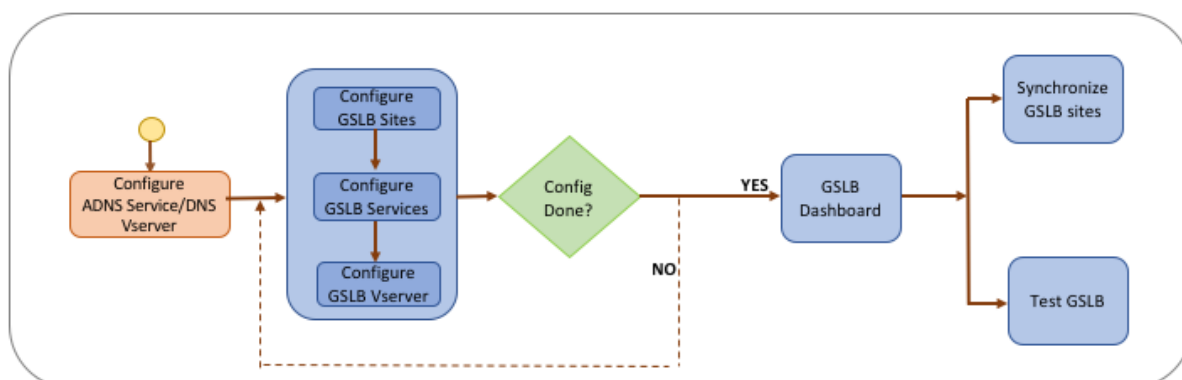 Configure
ADNS Service/DNS
Vserver
Configure
GSLB Sites
Configure
GSLB Services
Configure
GSLB Vserver
Config
Done?
YES
NO
GSLB
Dashboard
Synchronize
GSLB sites
Test GSLB